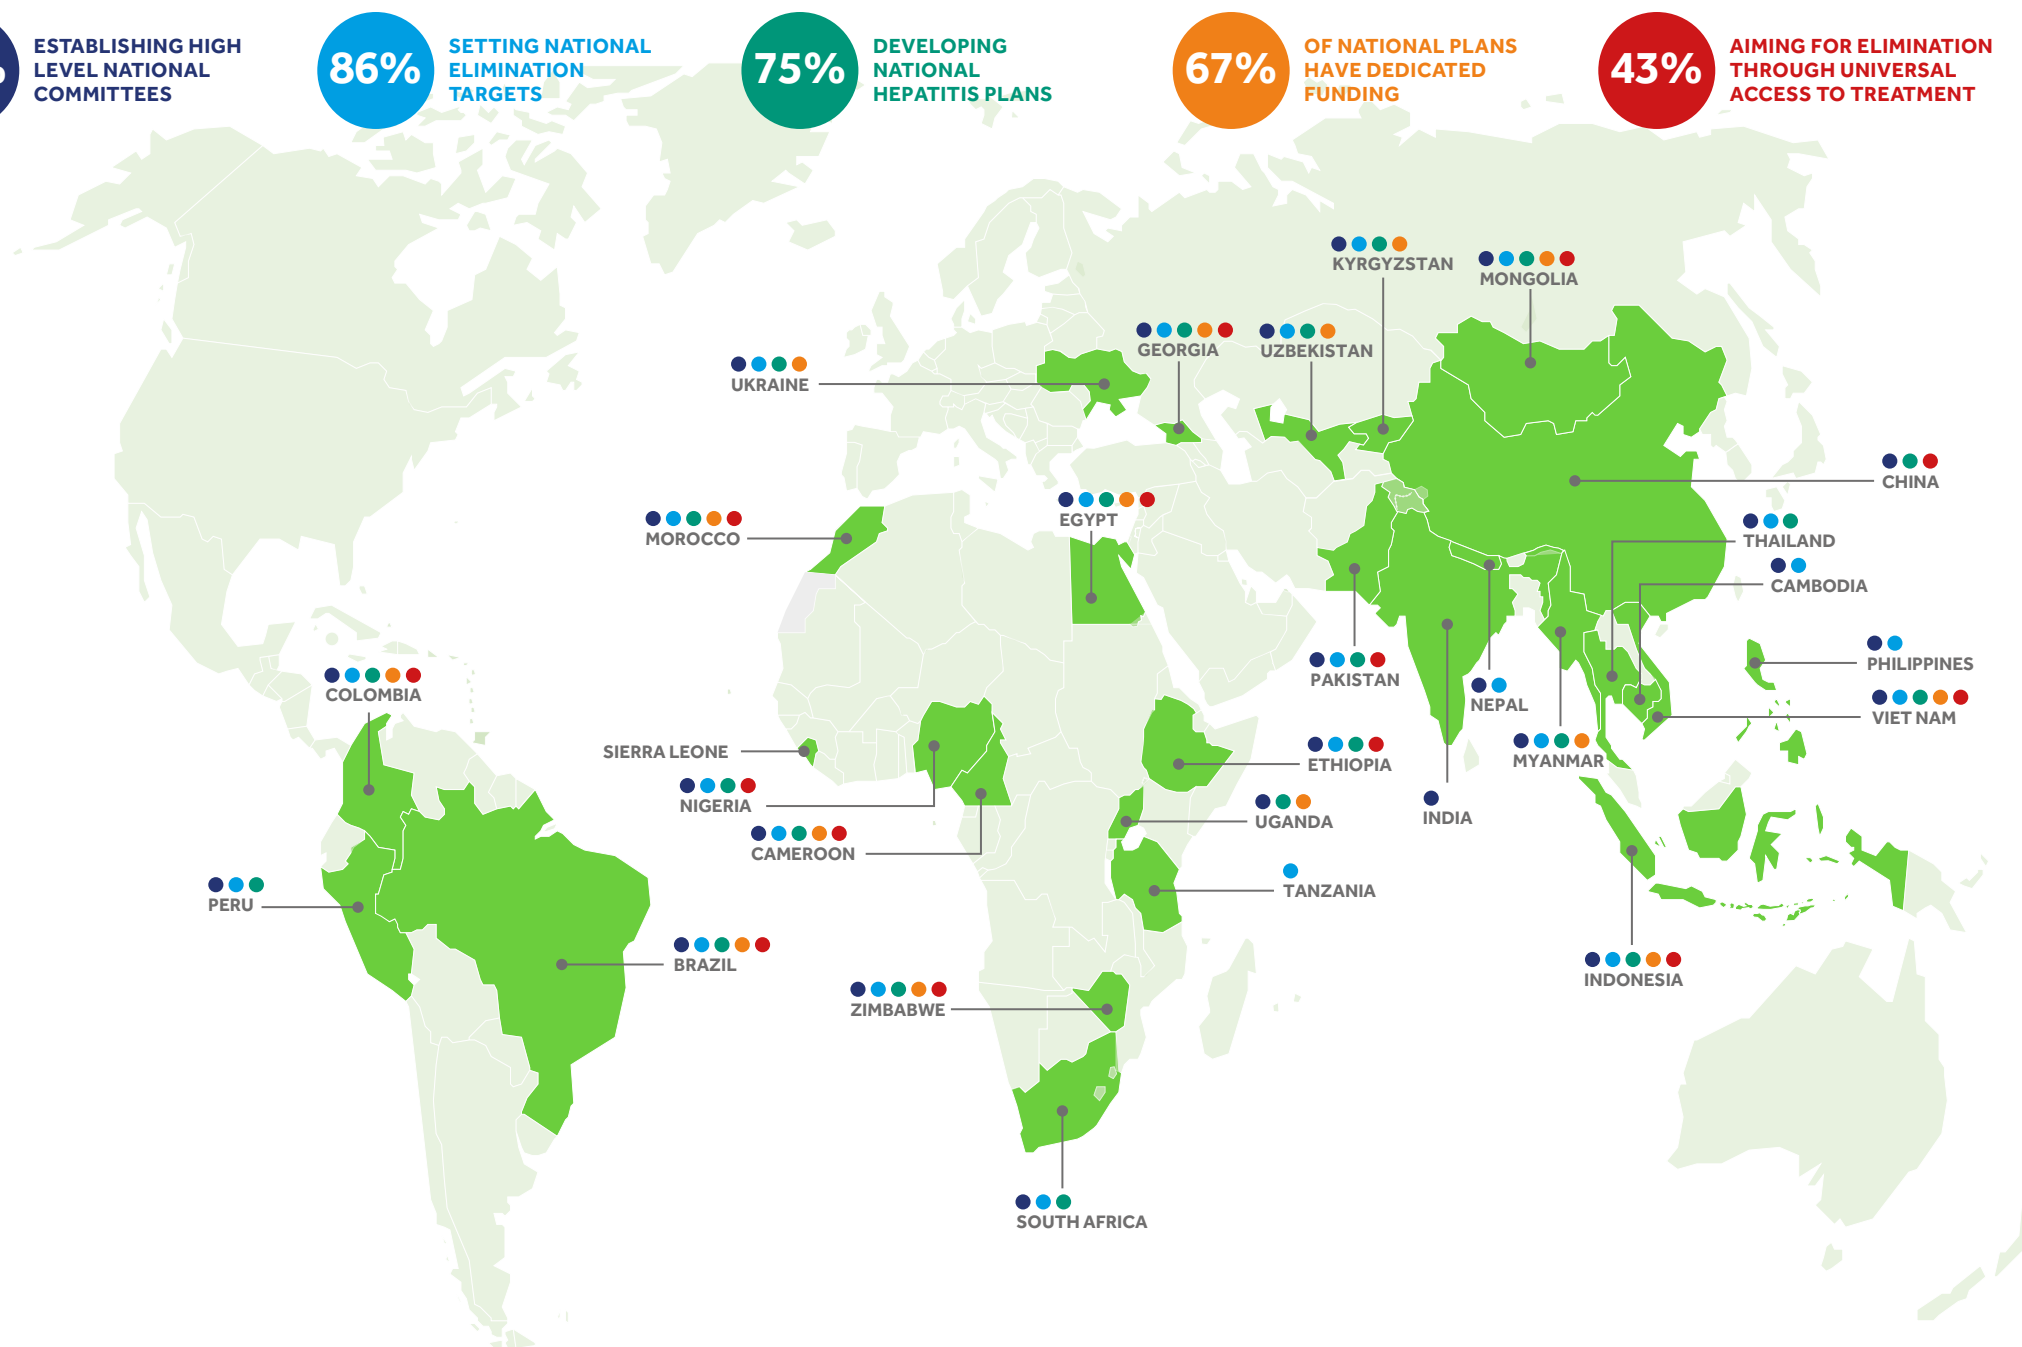 %
ESTABLISHING HIGH
LEVEL NATIONAL
COMMITTEES
86%
SETTING NATIONAL
ELIMINATION
TARGETS
75%
DEVELOPING
NATIONAL
HEPATITIS PLANS
67%
OF NATIONAL PLANS
HAVE DEDICATED
FUNDING
43%
AIMING FOR ELIMINATION
THROUGH UNIVERSAL
ACCESS TO TREATMENT
KYRGYZSTAN
MONGOLIA
GEORGIA
UZBEKISTAN
UKRAINE
CHINA
EGYPT
MOROCCO
THAILAND
CAMBODIA
PHILIPPINES
PAKISTAN
COLOMBIA
NEPAL
VIET NAM
SIERRA LEONE
MYANMAR
ETHIOPIA
NIGERIA
INDIA
UGANDA
CAMEROON
TANZANIA
PERU
BRAZIL
INDONESIA
ZIMBABWE
SOUTH AFRICA